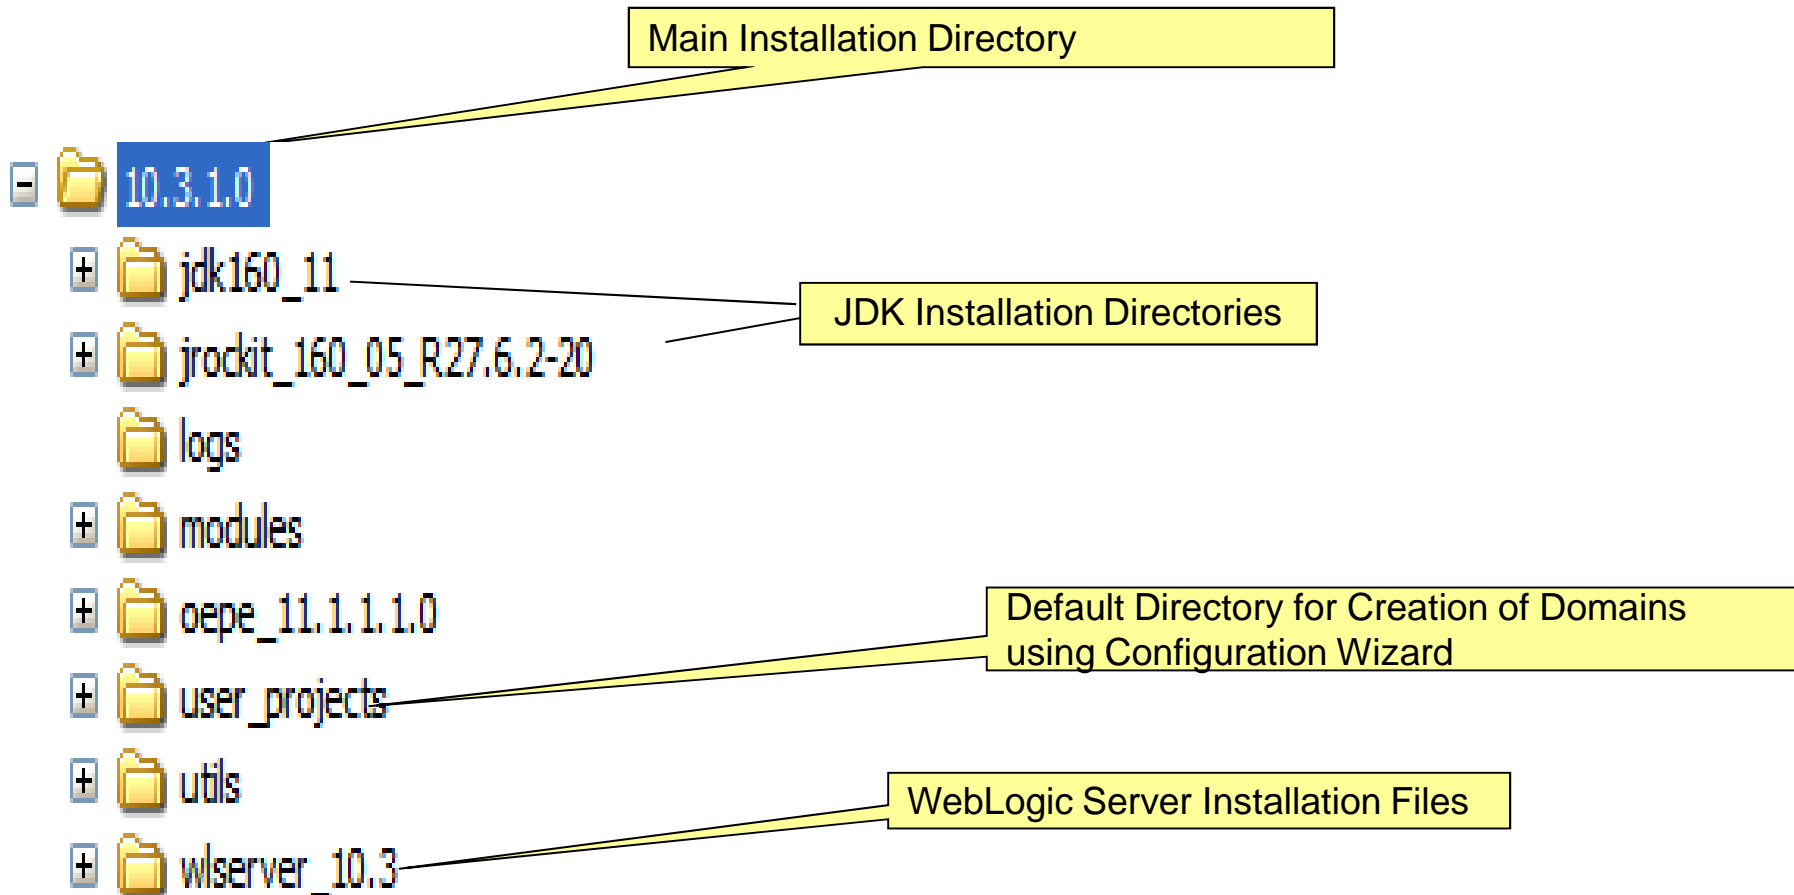 Main Installation Directory
10.3.1.0
jdk160_11
JDK Installation Directories
jrockit_160_05_R27.6.2-20
logs
modules
oepe_11.1.1.1.0
Default Directory for Creation of Domains
using Configuration Wizard
user_projects
utils
WebLogic Server Installation Files
wlserver_10.3